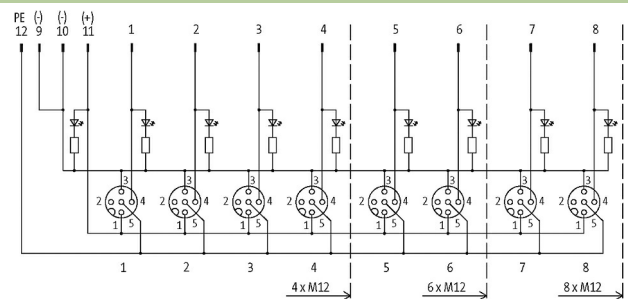 PE (-) (-) (+) 1 2 3 4 5 6 7 8
12 9 10 11
3 3 3 3 3 3 3 3
2 4 2 4 2 4 2 4 2 4 2 4 2 4 2 4
1 5 1 5 1 5 1 5 1 5 1 5 1 5 1 5
1 2 3 4 5 6 7 8
4 x M12 6 x M12 8 x M12